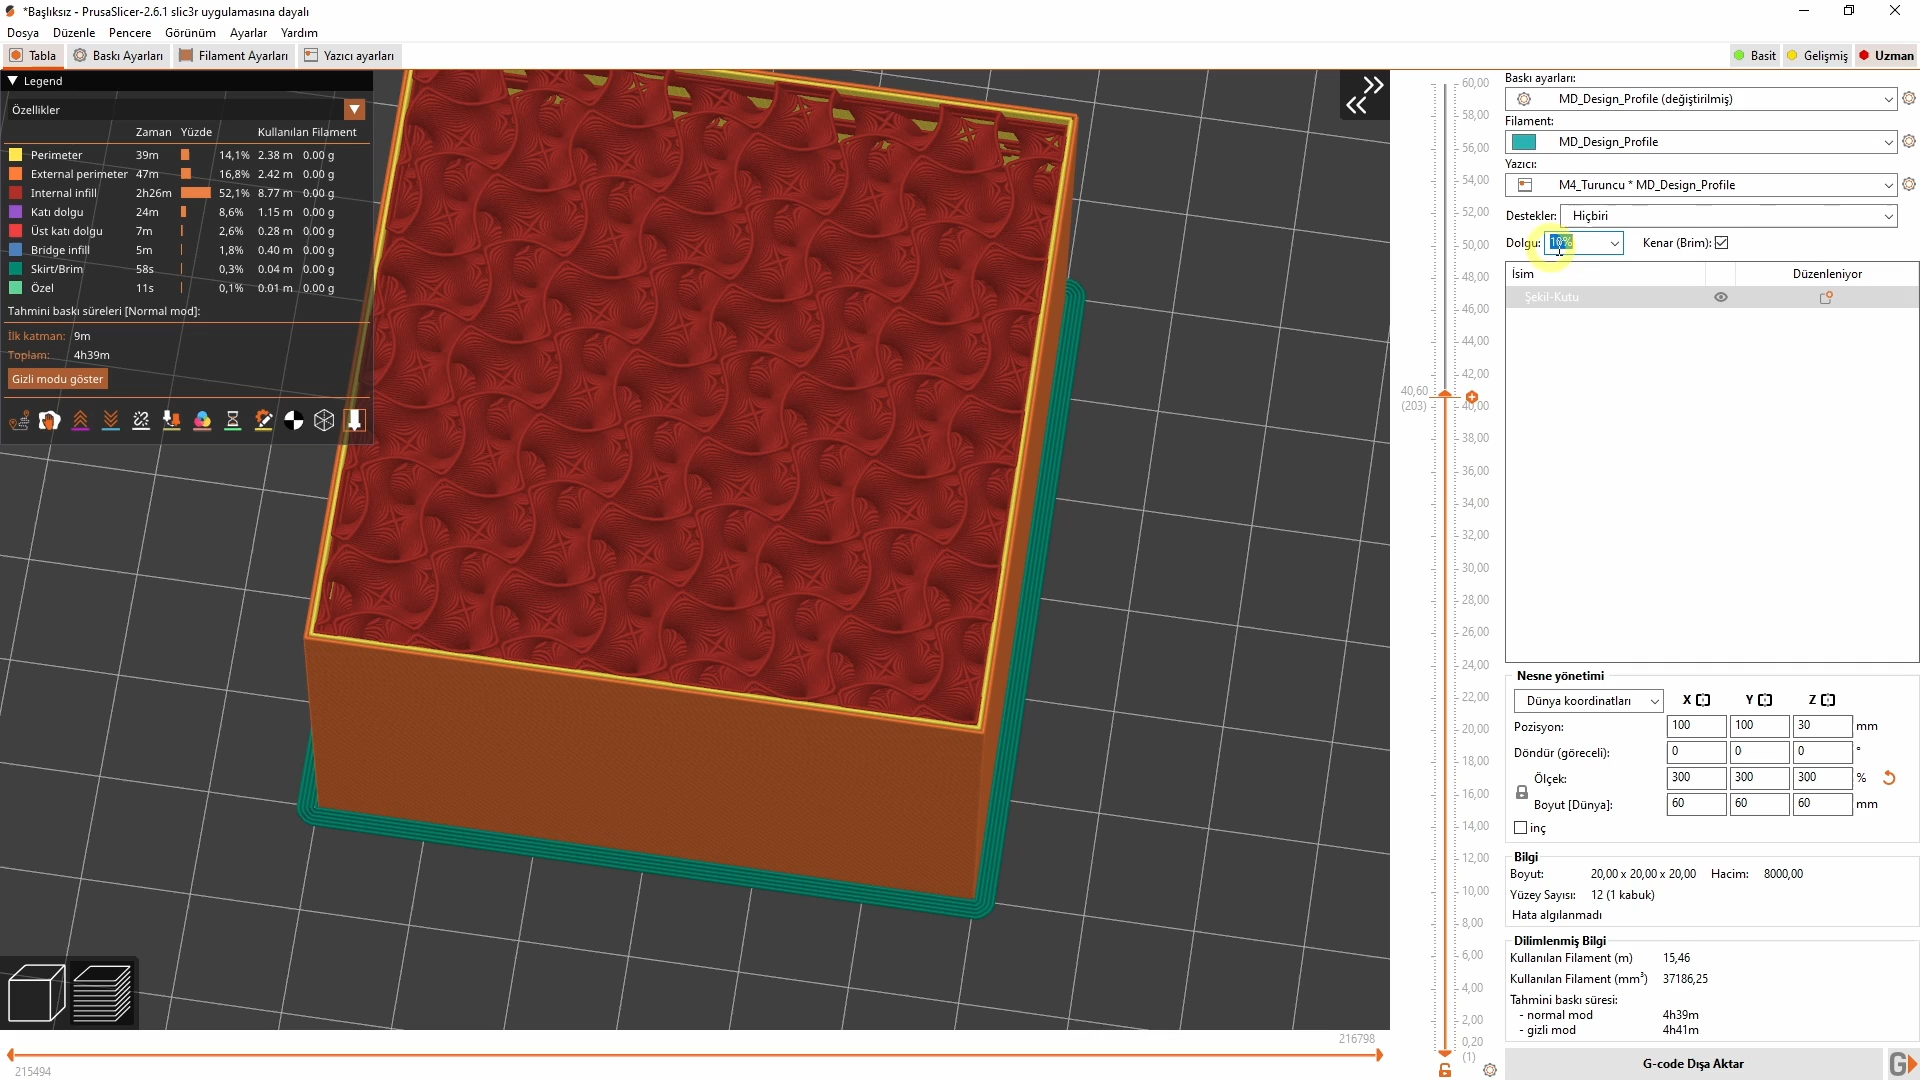 *Başlıksız - PrusaSlicer-2.6.1 slic3r uygulamasına dayalı
Dosya Düzenle Pencere Görünüm Ayarlar Yardım
Tabla Baskı Ayarları Filament Ayarları Yazıcı ayarları
Basit Gelişmiş Uzman
Legend
Özellikler
Zaman Yüzde Kullanılan Filament
Perimeter 39m 14,1% 2.38 m 0.00 g
External perimeter 47m 16,8% 2.42 m 0.00 g
Internal infill 2h26m 52,1% 8.77 m 0.00 g
Katı dolgu 24m 8,6% 1.15 m 0.00 g
Üst katı dolgu 7m 2,6% 0.28 m 0.00 g
Bridge infill 5m 1,8% 0.40 m 0.00 g
Skirt/Brim 58s 0,3% 0.04 m 0.00 g
Özel 11s 0,1% 0.01 m 0.00 g
Tahmini baskı süreleri [Normal mod]:
İlk katman: 9m
Toplam: 4h39m
Gizli modu göster
60,00
58,00
56,00
54,00
52,00
50,00
48,00
46,00
44,00
42,00
40,60
(203)
40,00
38,00
36,00
34,00
32,00
30,00
28,00
26,00
24,00
22,00
20,00
18,00
16,00
14,00
12,00
10,00
8,00
6,00
4,00
2,00
0,20
(1)
216798
215494
Baskı ayarları:
MD_Design_Profile (değiştirilmiş)
Filament:
MD_Design_Profile
Yazıcı:
M4_Turuncu * MD_Design_Profile
Destekler: Hiçbiri
Dolgu: 10% Kenar (Brim):
İsim Düzenleniyor
Şekil-Kutu
Nesne yönetimi
Dünya koordinatları X Y Z
Pozisyon: 100 100 30 mm
Döndür (göreceli): 0 0 0 °
Ölçek: 300 300 300 %
Boyut [Dünya]: 60 60 60 mm
inç
Bilgi
Boyut: 20,00 x 20,00 x 20,00 Hacim: 8000,00
Yüzey Sayısı: 12 (1 kabuk)
Hata algılanmadı
Dilimlenmiş Bilgi
Kullanılan Filament (m) 15,46
Kullanılan Filament (mm³) 37186,25
Tahmini baskı süresi:
- normal mod 4h39m
- gizli mod 4h41m
G-code Dışa Aktar G